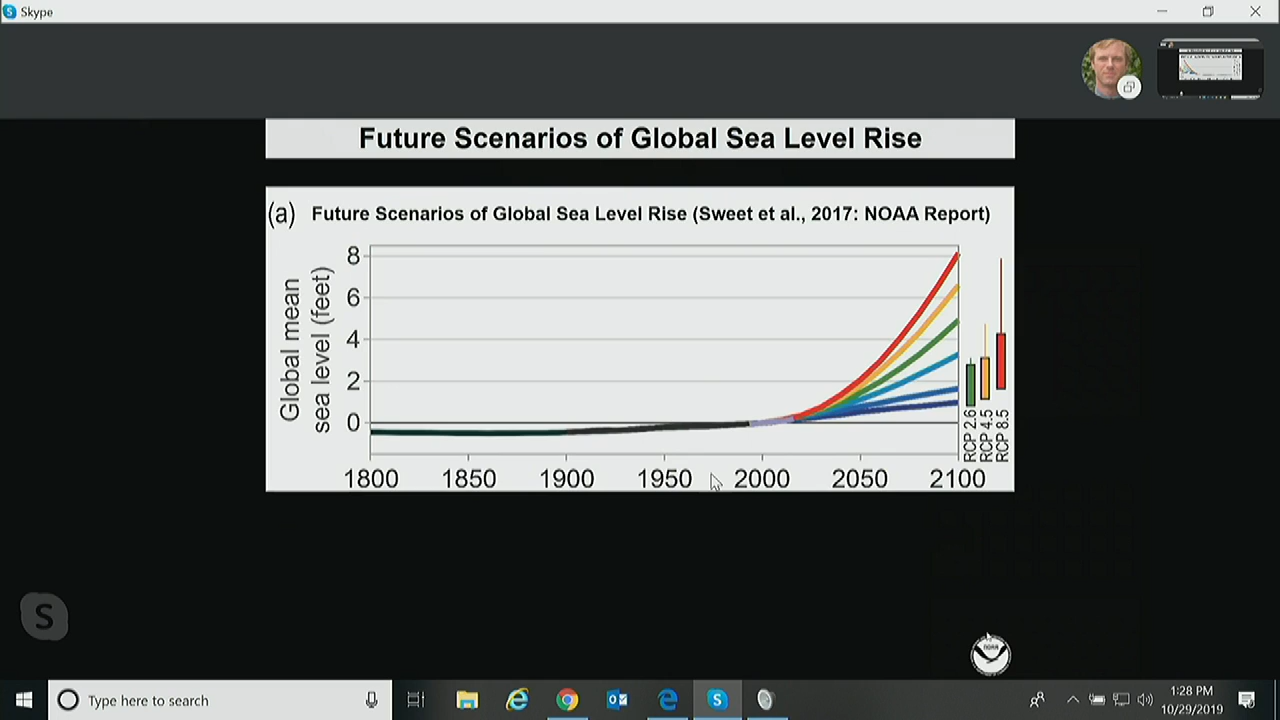 Skype
Future Scenarios of Global Sea Level Rise
(a) Future Scenarios of Global Sea Level Rise (Sweet et al., 2017: NOAA Report)
Global mean
sea level (feet)
8
6
4
2
0
1800 1850 1900 1950 2000 2050 2100
RCP 2.6
RCP 4.5
RCP 8.5
S
NOAA
Type here to search
1:28 PM
10/29/2019